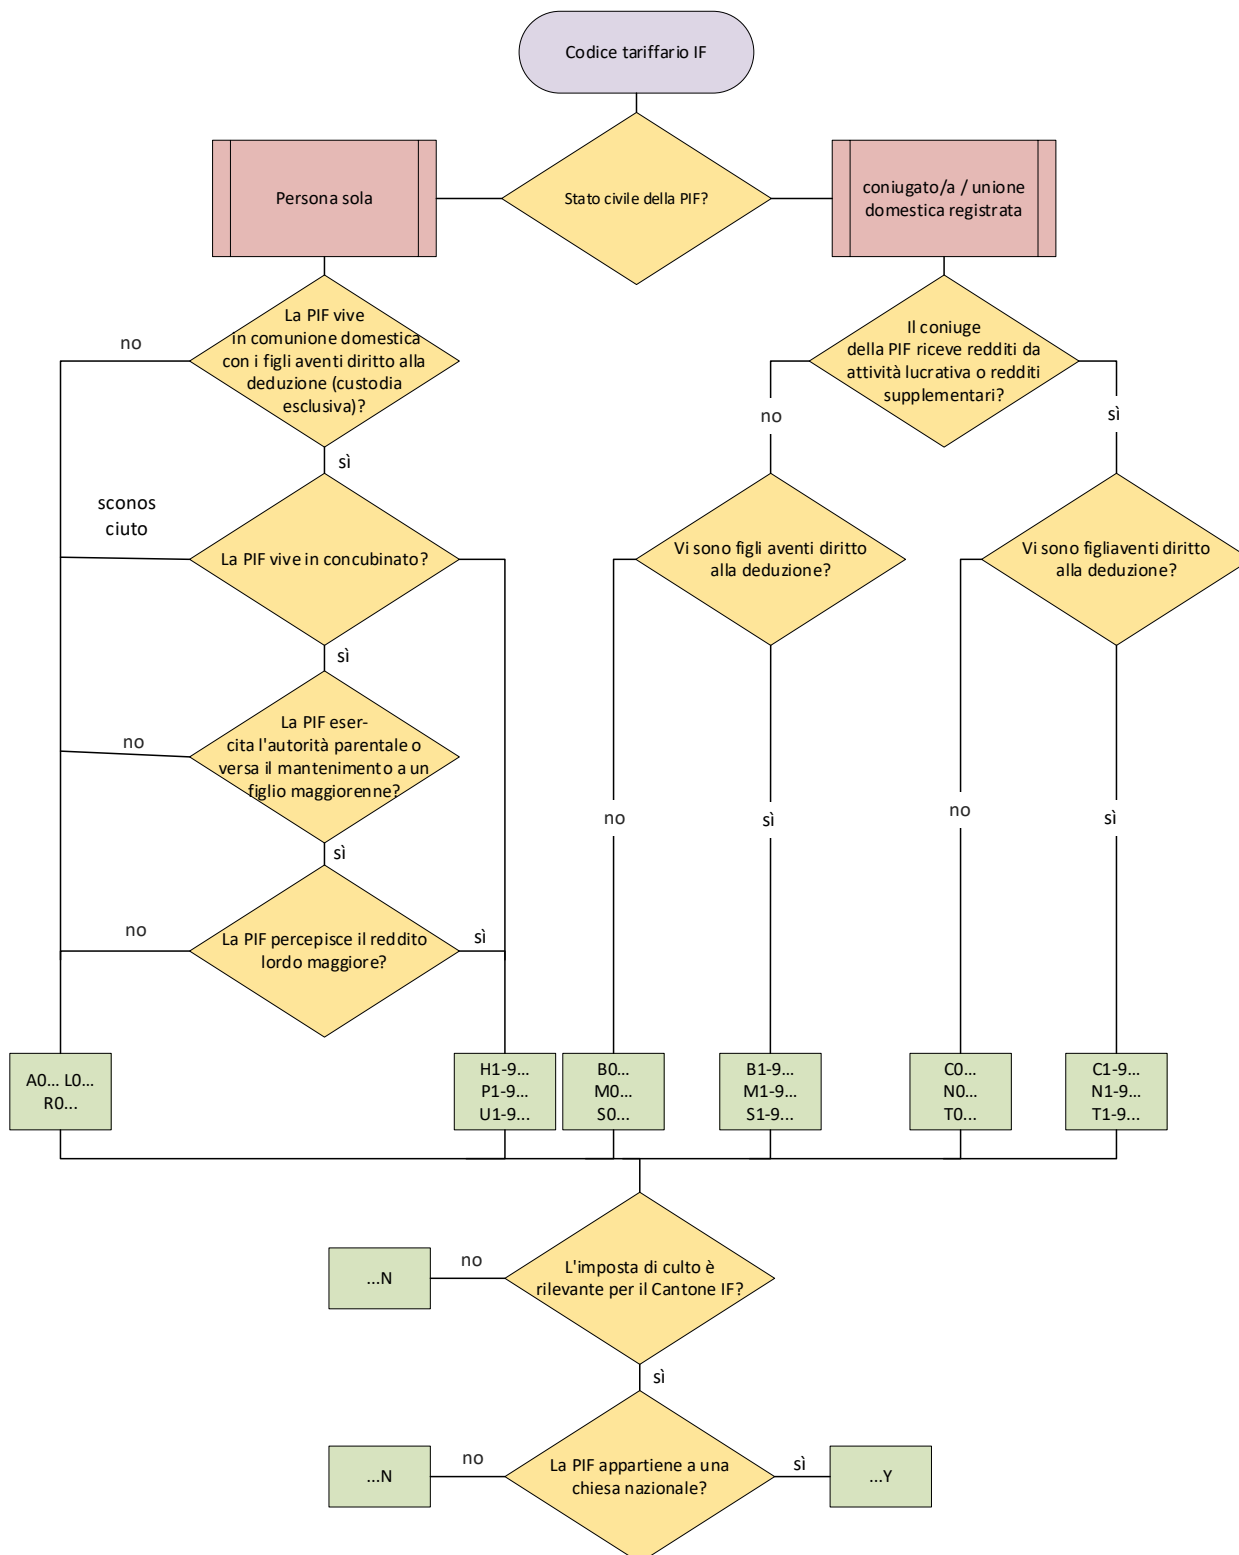 Codice tariffario IF
Persona sola
Stato civile della PIF?
coniugato/a / unione
domestica registrata
La PIF vive
in comunione domestica
con i figli aventi diritto alla
deduzione (custodia
esclusiva)?
no
sì
Il coniuge
della PIF riceve redditi da
attività lucrativa o redditi
supplementari?
no
sì
sconos
ciuto
La PIF vive in concubinato?
sì
Vi sono figli aventi diritto
alla deduzione?
Vi sono figliaventi diritto
alla deduzione?
La PIF eser-
cita l'autorità parentale o
versa il mantenimento a un
figlio maggiorenne?
no
sì
no
sì
no
sì
La PIF percepisce il reddito
lordo maggiore?
no
sì
A0... L0...
R0...
H1-9...
P1-9...
U1-9...
B0...
M0...
S0...
B1-9...
M1-9...
S1-9...
C0...
N0...
T0...
C1-9...
N1-9...
T1-9...
...N
no
L'imposta di culto è
rilevante per il Cantone IF?
sì
...N
no
La PIF appartiene a una
chiesa nazionale?
sì
...Y